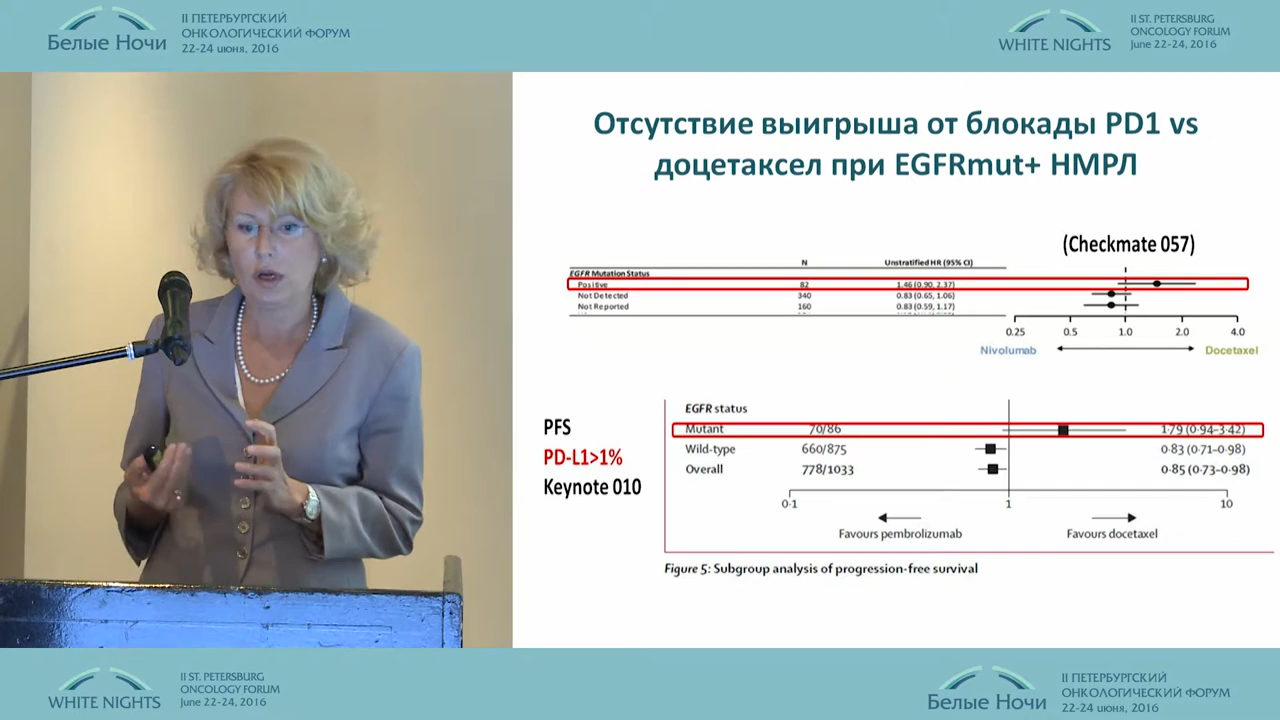 Белые Ночи
II ПЕТЕРБУРГСКИЙ
ОНКОЛОГИЧЕСКИЙ ФОРУМ
22-24 июня, 2016
WHITE NIGHTS
II ST. PETERSBURG
ONCOLOGY FORUM
June 22-24, 2016
Отсутствие выигрыша от блокады PD1 vs
доцетаксел при EGFRmut+ НМРЛ
(Checkmate 057)
N Unstratified HR (95% CI)
EGFR Mutation Status
Positive 82 1.46 (0.90, 2.37)
Not Detected 340 0.83 (0.65, 1.06)
Not Reported 160 0.83 (0.59, 1.17)
0.25 0.5 1.0 2.0 4.0
Nivolumab Docetaxel
PFS
PD-L1>1%
Keynote 010
EGFR status
Mutant 70/86 1·79 (0·94–3·42)
Wild-type 660/875 0·83 (0·71–0·98)
Overall 778/1033 0·85 (0·73–0·98)
0·1 1 10
Favours pembrolizumab Favours docetaxel
Figure 5: Subgroup analysis of progression-free survival
WHITE NIGHTS
II ST. PETERSBURG
ONCOLOGY FORUM
June 22-24, 2016
Белые Ночи
II ПЕТЕРБУРГСКИЙ
ОНКОЛОГИЧЕСКИЙ ФОРУМ
22-24 июня, 2016